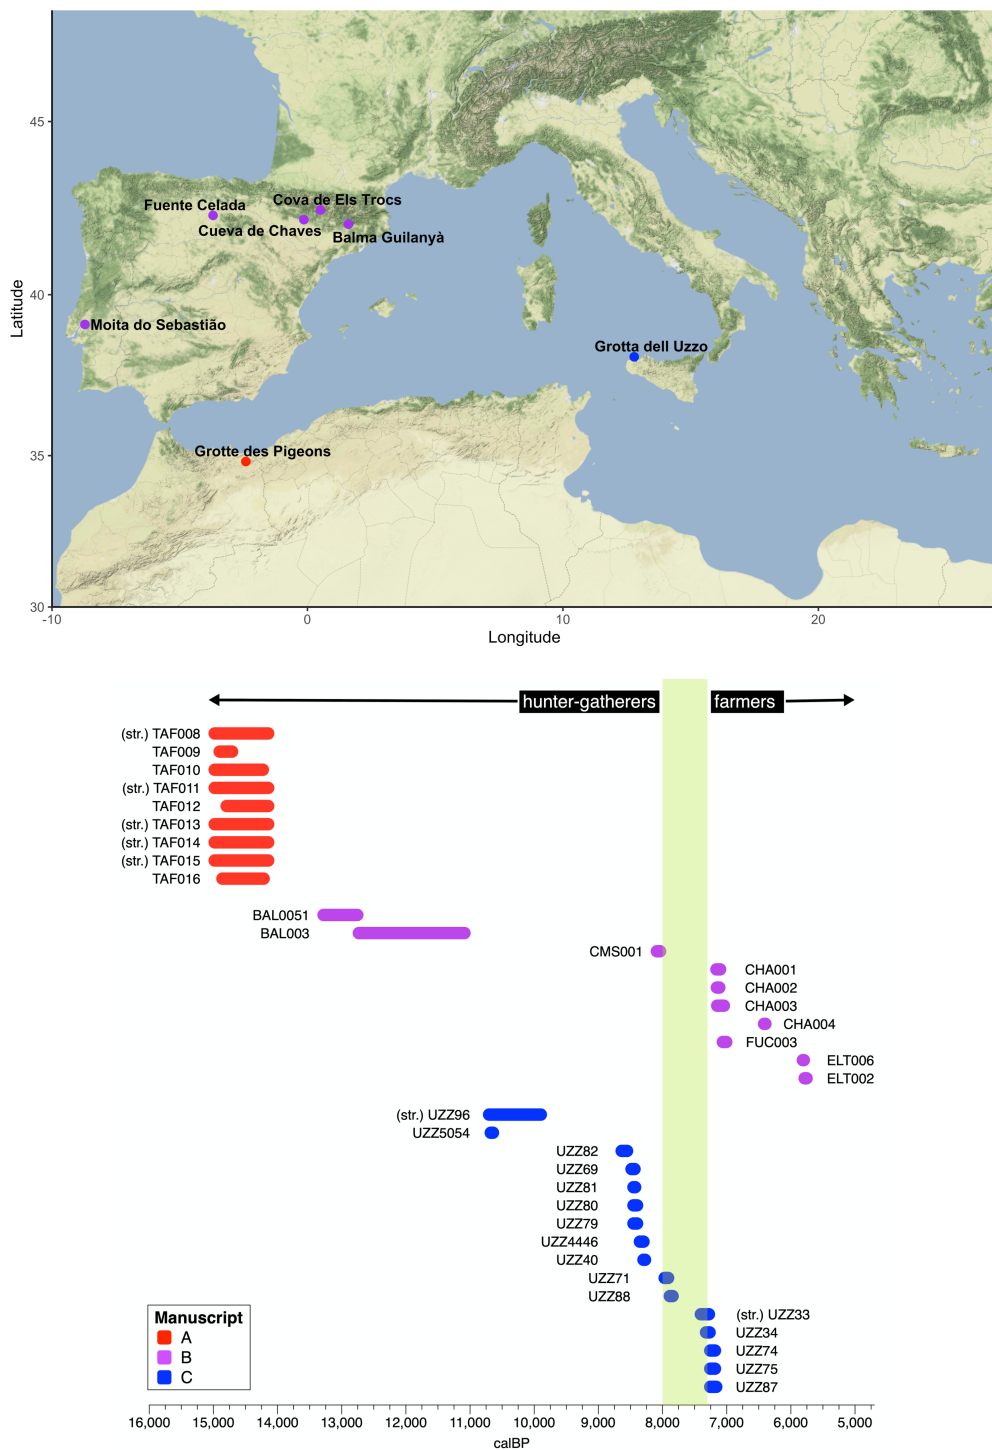 45
Fuente Celada
Cova de Els Trocs
Cueva de Chaves
Balma Guilanyà
40
Latitude
Moita do Sebastião
Grotta dell Uzzo
35
Grotte des Pigeons
30
-10
0
10
20
Longitude
hunter-gatherers
farmers
(str.) TAF008
TAF009
TAF010
(str.) TAF011
TAF012
(str.) TAF013
(str.) TAF014
(str.) TAF015
TAF016
BAL0051
BAL003
CMS001
CHA001
CHA002
CHA003
CHA004
FUC003
ELT006
ELT002
(str.) UZZ96
UZZ5054
UZZ82
UZZ69
UZZ81
UZZ80
UZZ79
UZZ4446
UZZ40
UZZ71
UZZ88
(str.) UZZ33
UZZ34
UZZ74
UZZ75
UZZ87
Manuscript
A
B
C
16,000 15,000 14,000 13,000 12,000 11,000 10,000 9,000 8,000 7,000 6,000 5,000
calBP